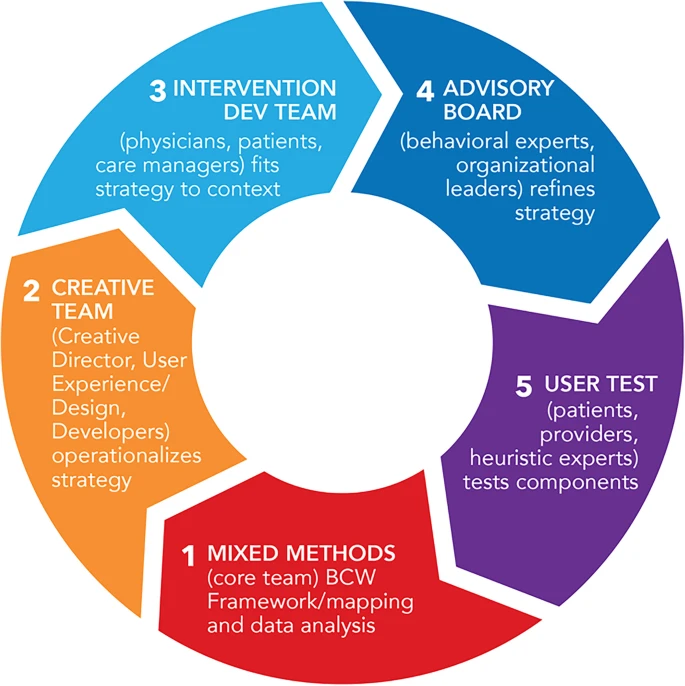 1 MIXED METHODS
(core team) BCW
Framework/mapping
and data analysis
2 CREATIVE
TEAM
(Creative
Director, User
Experience/
Design,
Developers)
operationalizes
strategy
3 INTERVENTION
DEV TEAM
(physicians, patients,
care managers) fits
strategy to context
4 ADVISORY
BOARD
(behavioral experts,
organizational
leaders) refines
strategy
5 USER TEST
(patients,
providers,
heuristic experts)
tests components